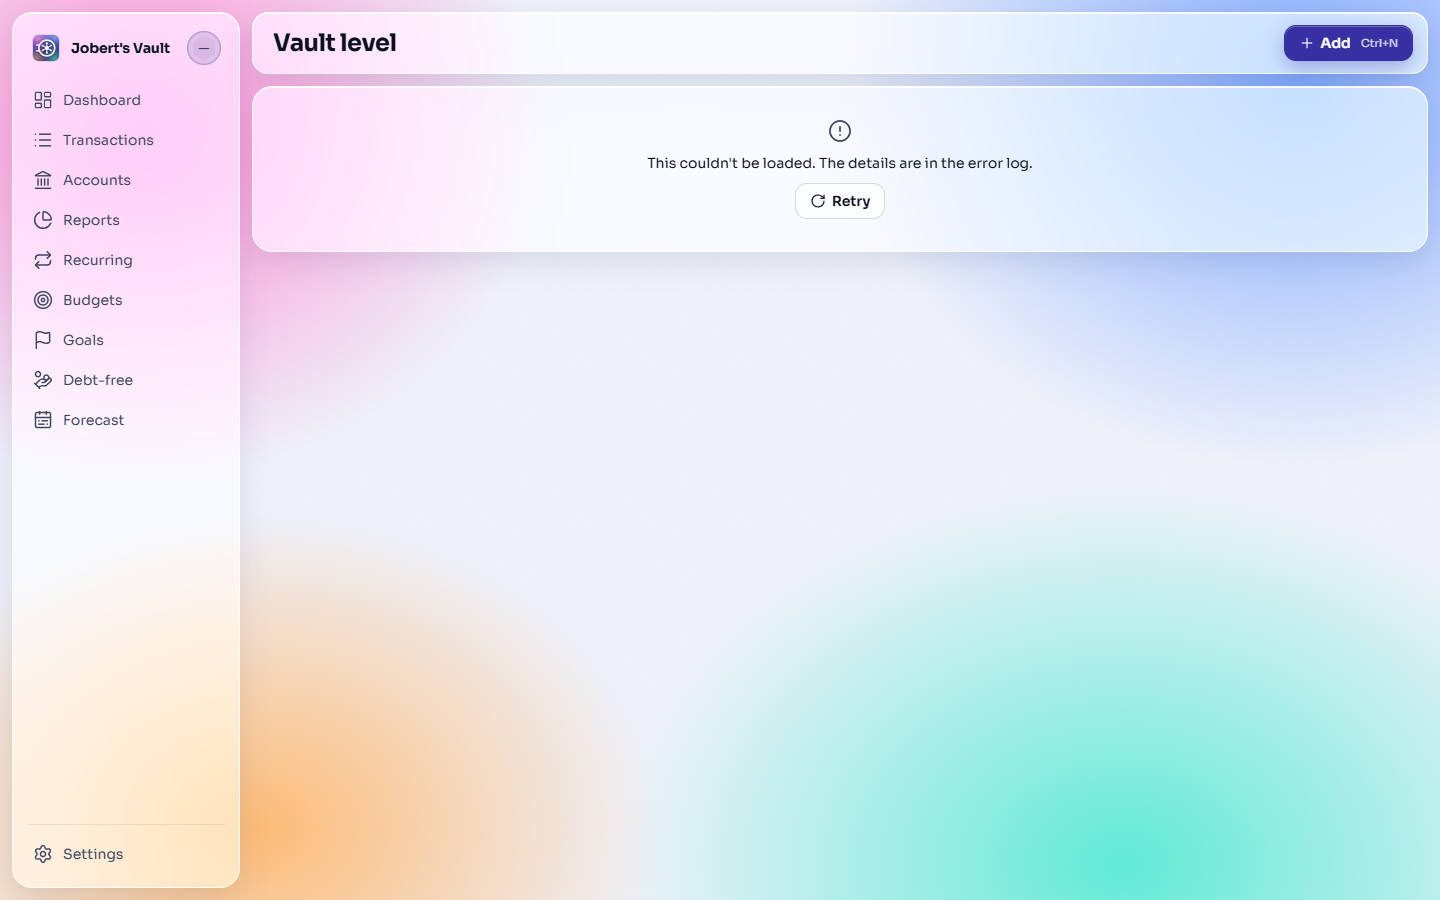 Jobert's Vault
Dashboard
Transactions
Accounts
Reports
Recurring
Budgets
Goals
Debt-free
Forecast
Settings
Vault level
Add Ctrl+N
This couldn't be loaded. The details are in the error log.
Retry